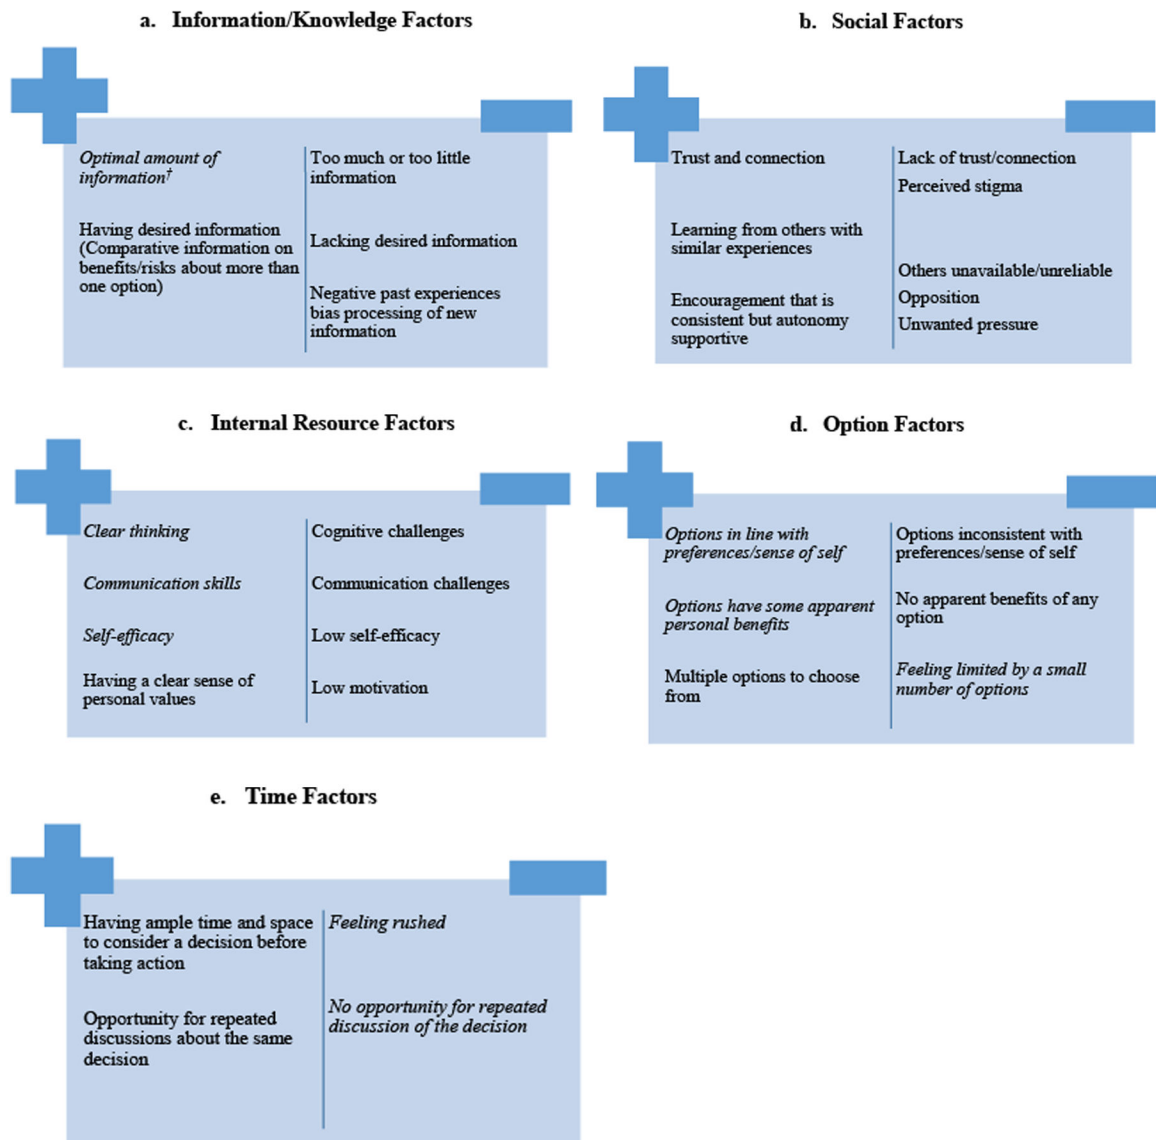 a. Information/Knowledge Factors
Optimal amount of
information†
Having desired information
(Comparative information on
benefits/risks about more than
one option)
Too much or too little
information
Lacking desired information
Negative past experiences
bias processing of new
information
b. Social Factors
Trust and connection
Learning from others with
similar experiences
Encouragement that is
consistent but autonomy
supportive
Lack of trust/connection
Perceived stigma
Others unavailable/unreliable
Opposition
Unwanted pressure
c. Internal Resource Factors
Clear thinking
Communication skills
Self-efficacy
Having a clear sense of
personal values
Cognitive challenges
Communication challenges
Low self-efficacy
Low motivation
d. Option Factors
Options in line with
preferences/sense of self
Options have some apparent
personal benefits
Multiple options to choose
from
Options inconsistent with
preferences/sense of self
No apparent benefits of any
option
Feeling limited by a small
number of options
e. Time Factors
Having ample time and space
to consider a decision before
taking action
Opportunity for repeated
discussions about the same
decision
Feeling rushed
No opportunity for repeated
discussion of the decision